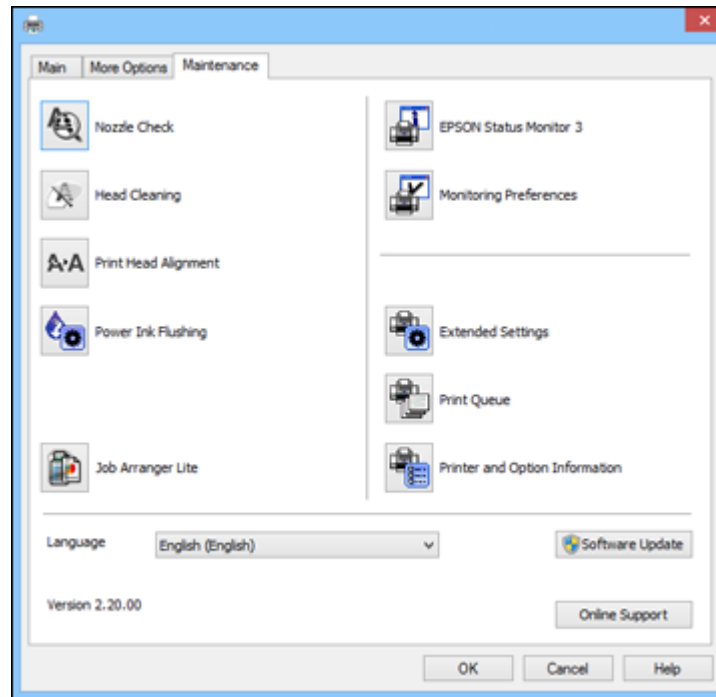 Main
More Options
Maintenance
Nozzle Check
EPSON Status Monitor 3
Head Cleaning
Monitoring Preferences
A·A Print Head Alignment
Power Ink Flushing
Extended Settings
Print Queue
Job Arranger Lite
Printer and Option Information
Language
English (English)
Software Update
Version 2.20.00
Online Support
OK
Cancel
Help